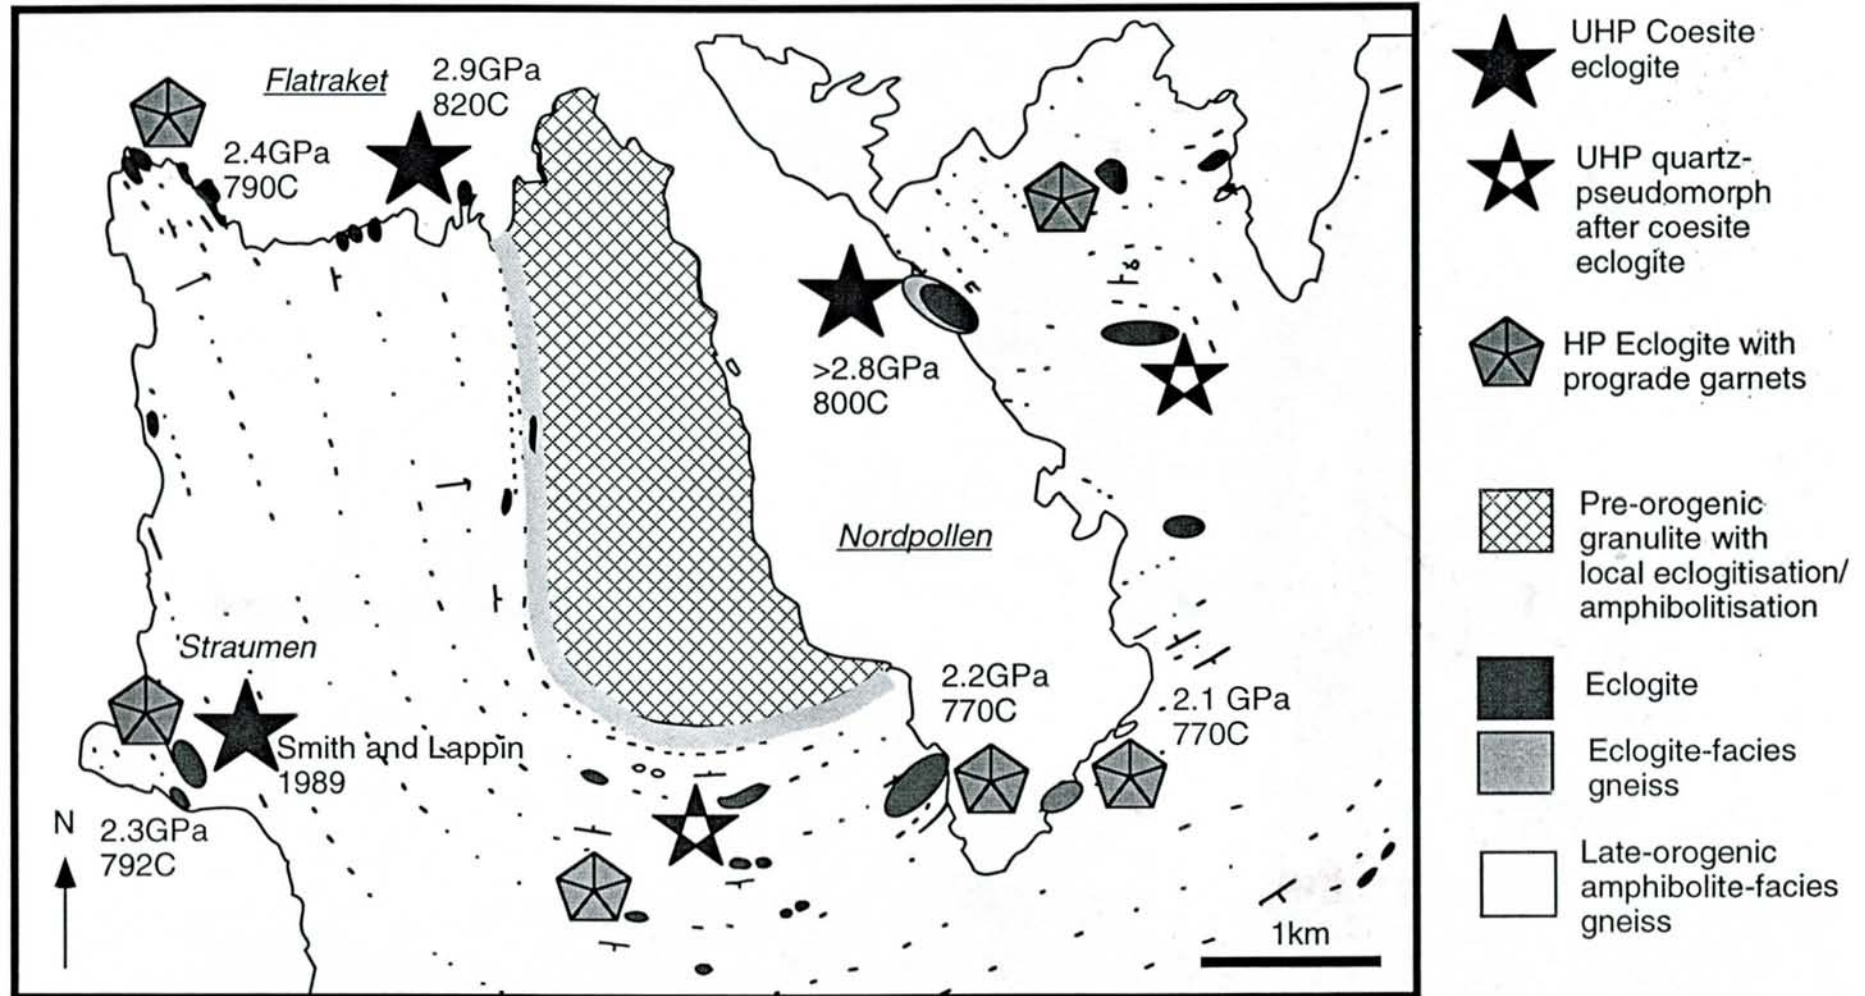 Flatraket
2.9GPa
820C
2.4GPa
790C
>2.8GPa
800C
Nordpollen
Straumen
Smith and Lappin
1989
2.3GPa
792C
2.2GPa
770C
2.1 GPa
770C
N
1km
UHP Coesite
eclogite
UHP quartz-
pseudomorph
after coesite
eclogite
HP Eclogite with
prograde garnets
Pre-orogenic
granulite with
local eclogitisation/
amphibolitisation
Eclogite
Eclogite-facies
gneiss
Late-orogenic
amphibolite-facies
gneiss